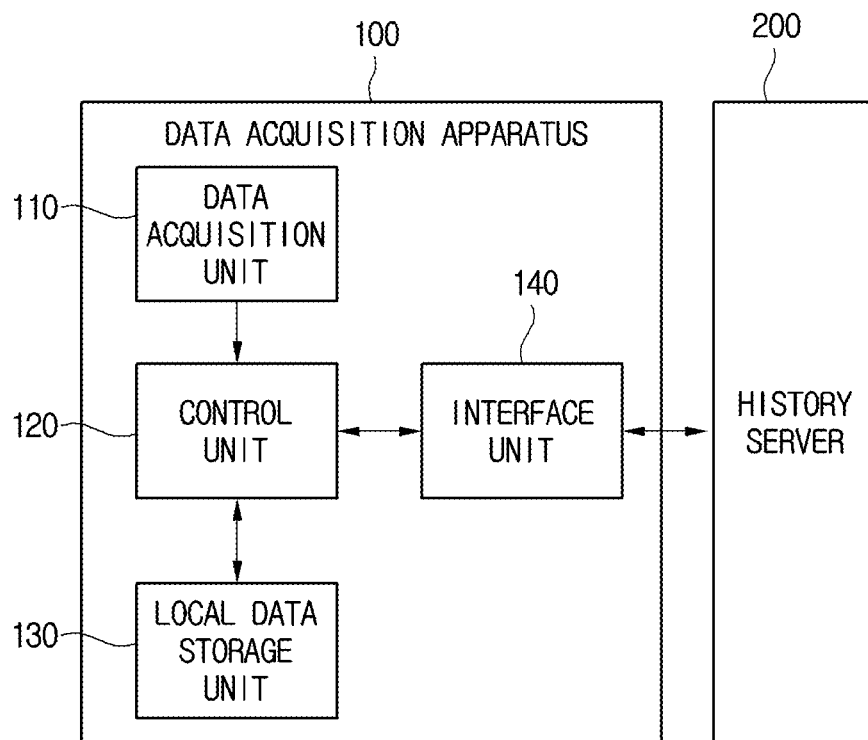 100
200
DATA ACQUISITION APPARATUS
110
DATA
ACQUISITION
UNIT
140
120
CONTROL
UNIT
INTERFACE
UNIT
HISTORY
SERVER
130
LOCAL DATA
STORAGE
UNIT